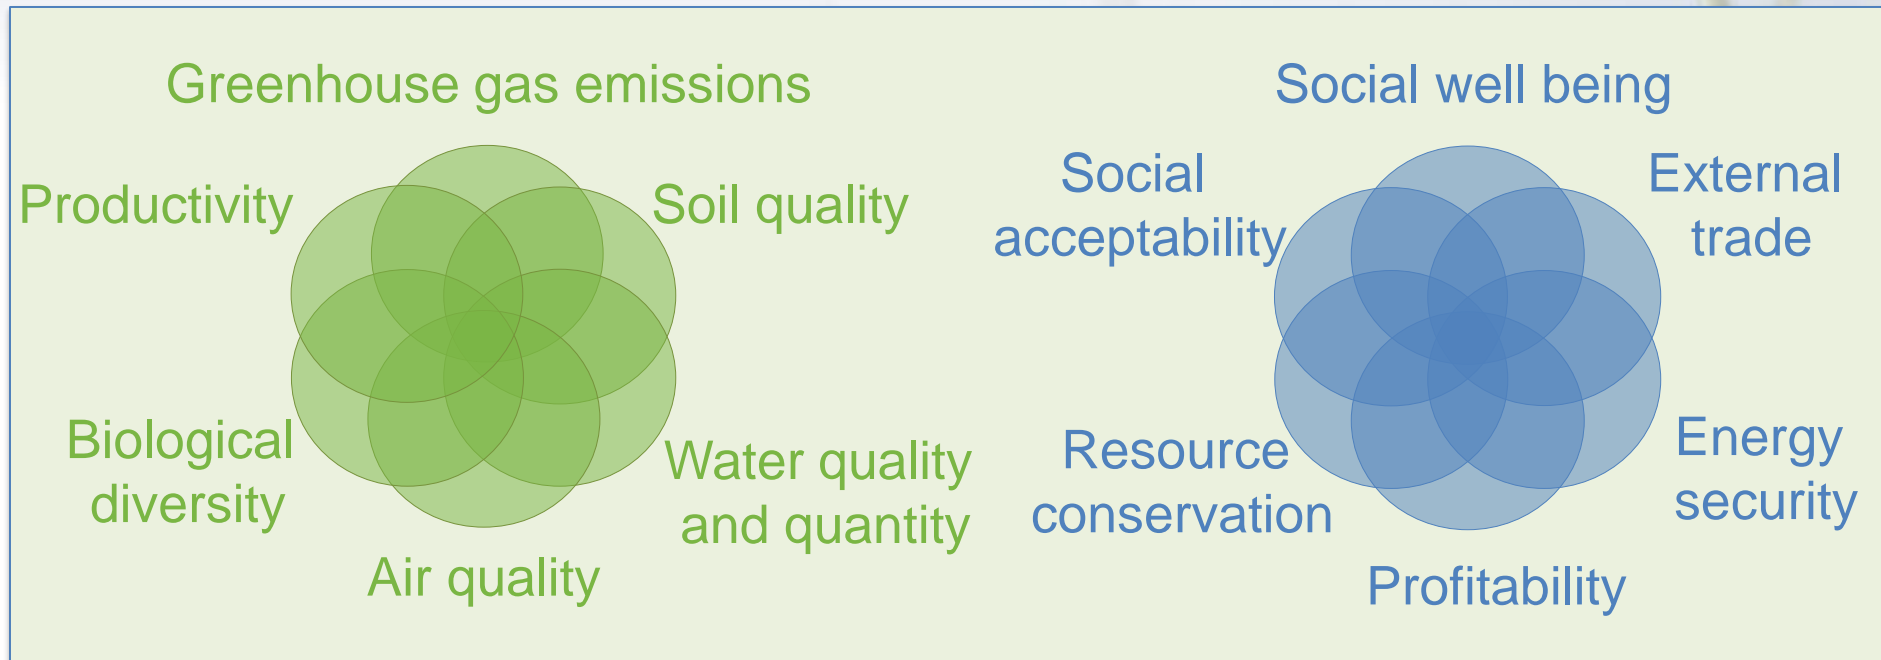 Greenhouse gas emissions
Productivity
Soil quality
Biological
diversity
Water quality
and quantity
Air quality
Social well being
Social
acceptability
External
trade
Resource
conservation
Energy
security
Profitability